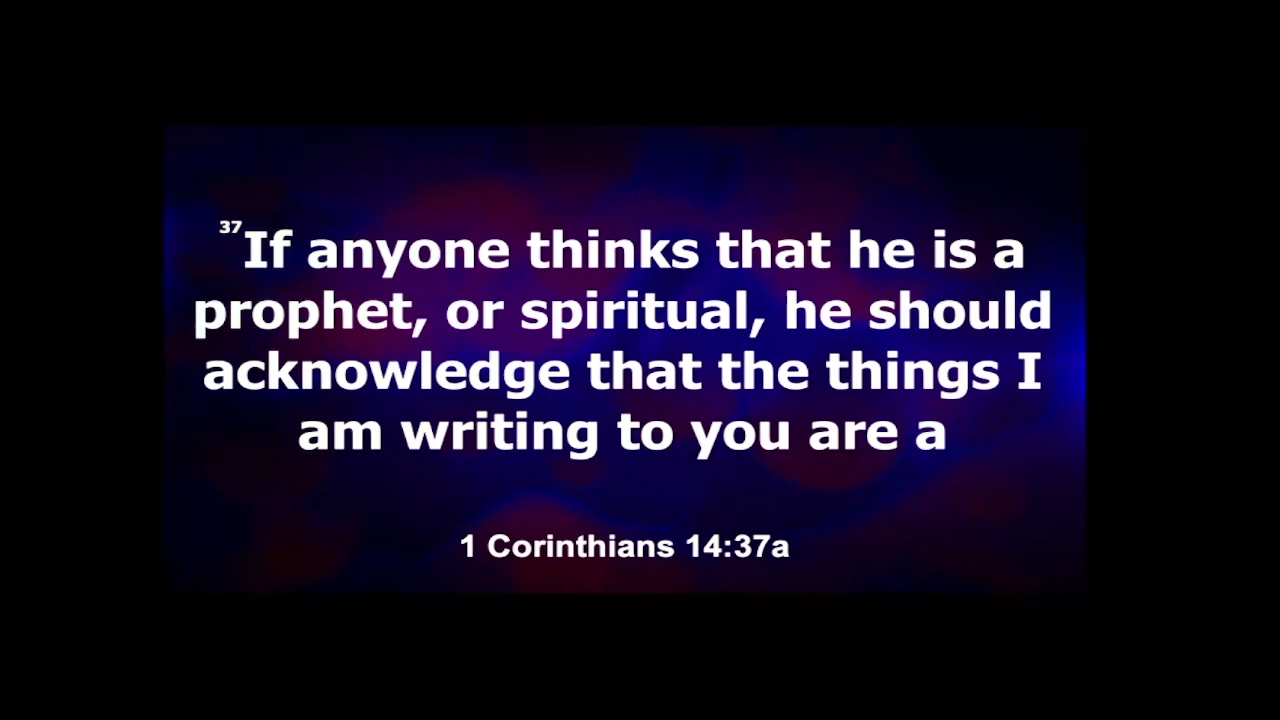 37If anyone thinks that he is a
prophet, or spiritual, he should
acknowledge that the things I
am writing to you are a
1 Corinthians 14:37a